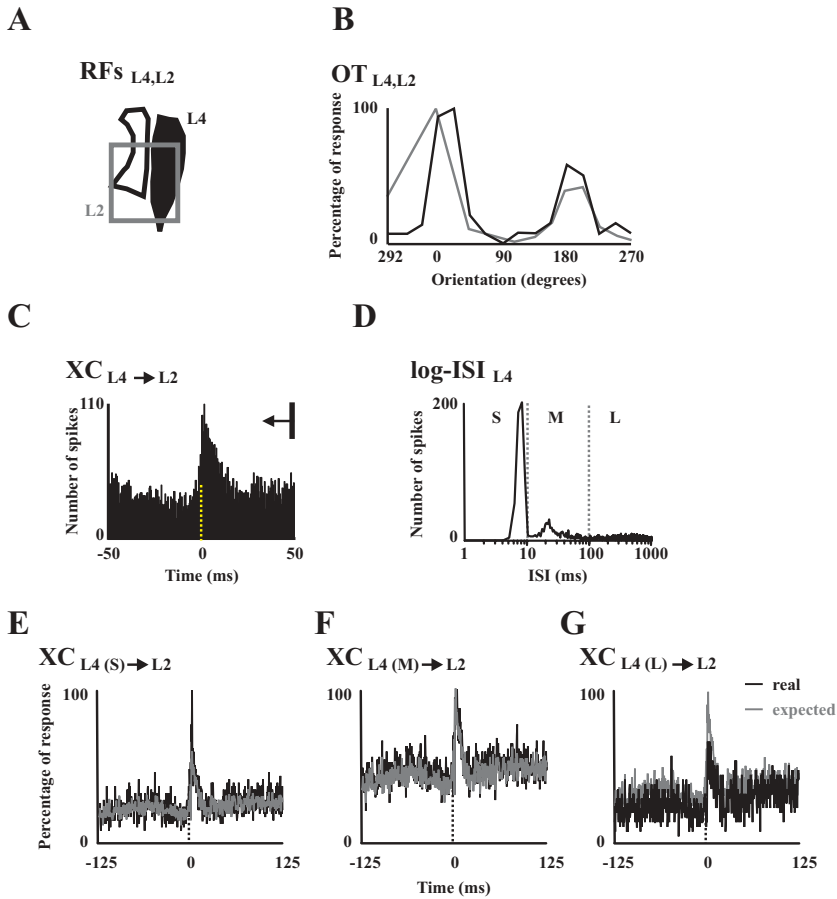 A
RFs L4,L2
L4
L2
B
OT L4,L2
Percentage of response
100
0
292 0 90 180 270
Orientation (degrees)
C
XC L4 → L2
Number of spikes
110
0
-50 0 50
Time (ms)
D
log-ISI L4
Number of spikes
200
0
S M L
1 10 100 1000
ISI (ms)
E
XC L4 (S) → L2
Percentage of response
100
0
-125 0 125
F
XC L4 (M) → L2
100
0
-125 0 125
Time (ms)
G
XC L4 (L) → L2
100
0
-125 0 125
real
expected